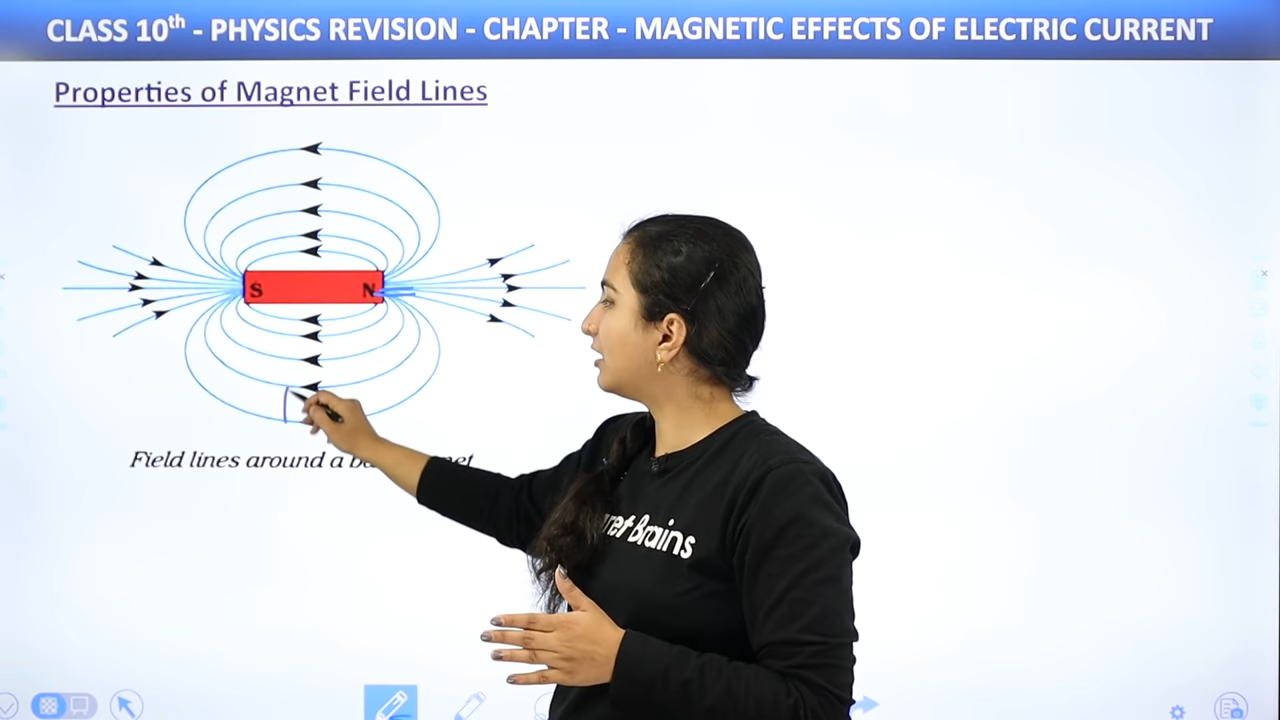 CLASS 10th - PHYSICS REVISION - CHAPTER - MAGNETIC EFFECTS OF ELECTRIC CURRENT
Properties of Magnet Field Lines
S N
Field lines around a
Brains